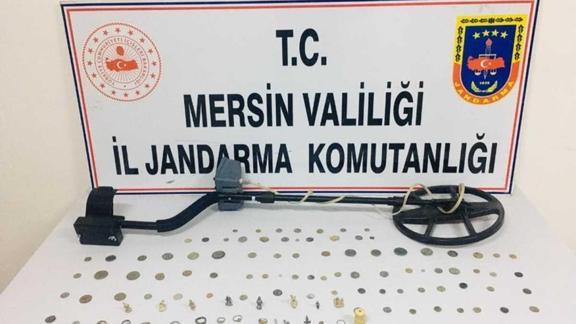 T.C.
MERSİN VALİLİĞİ
İL JANDARMA KOMUTANLIĞI
JANDARMA